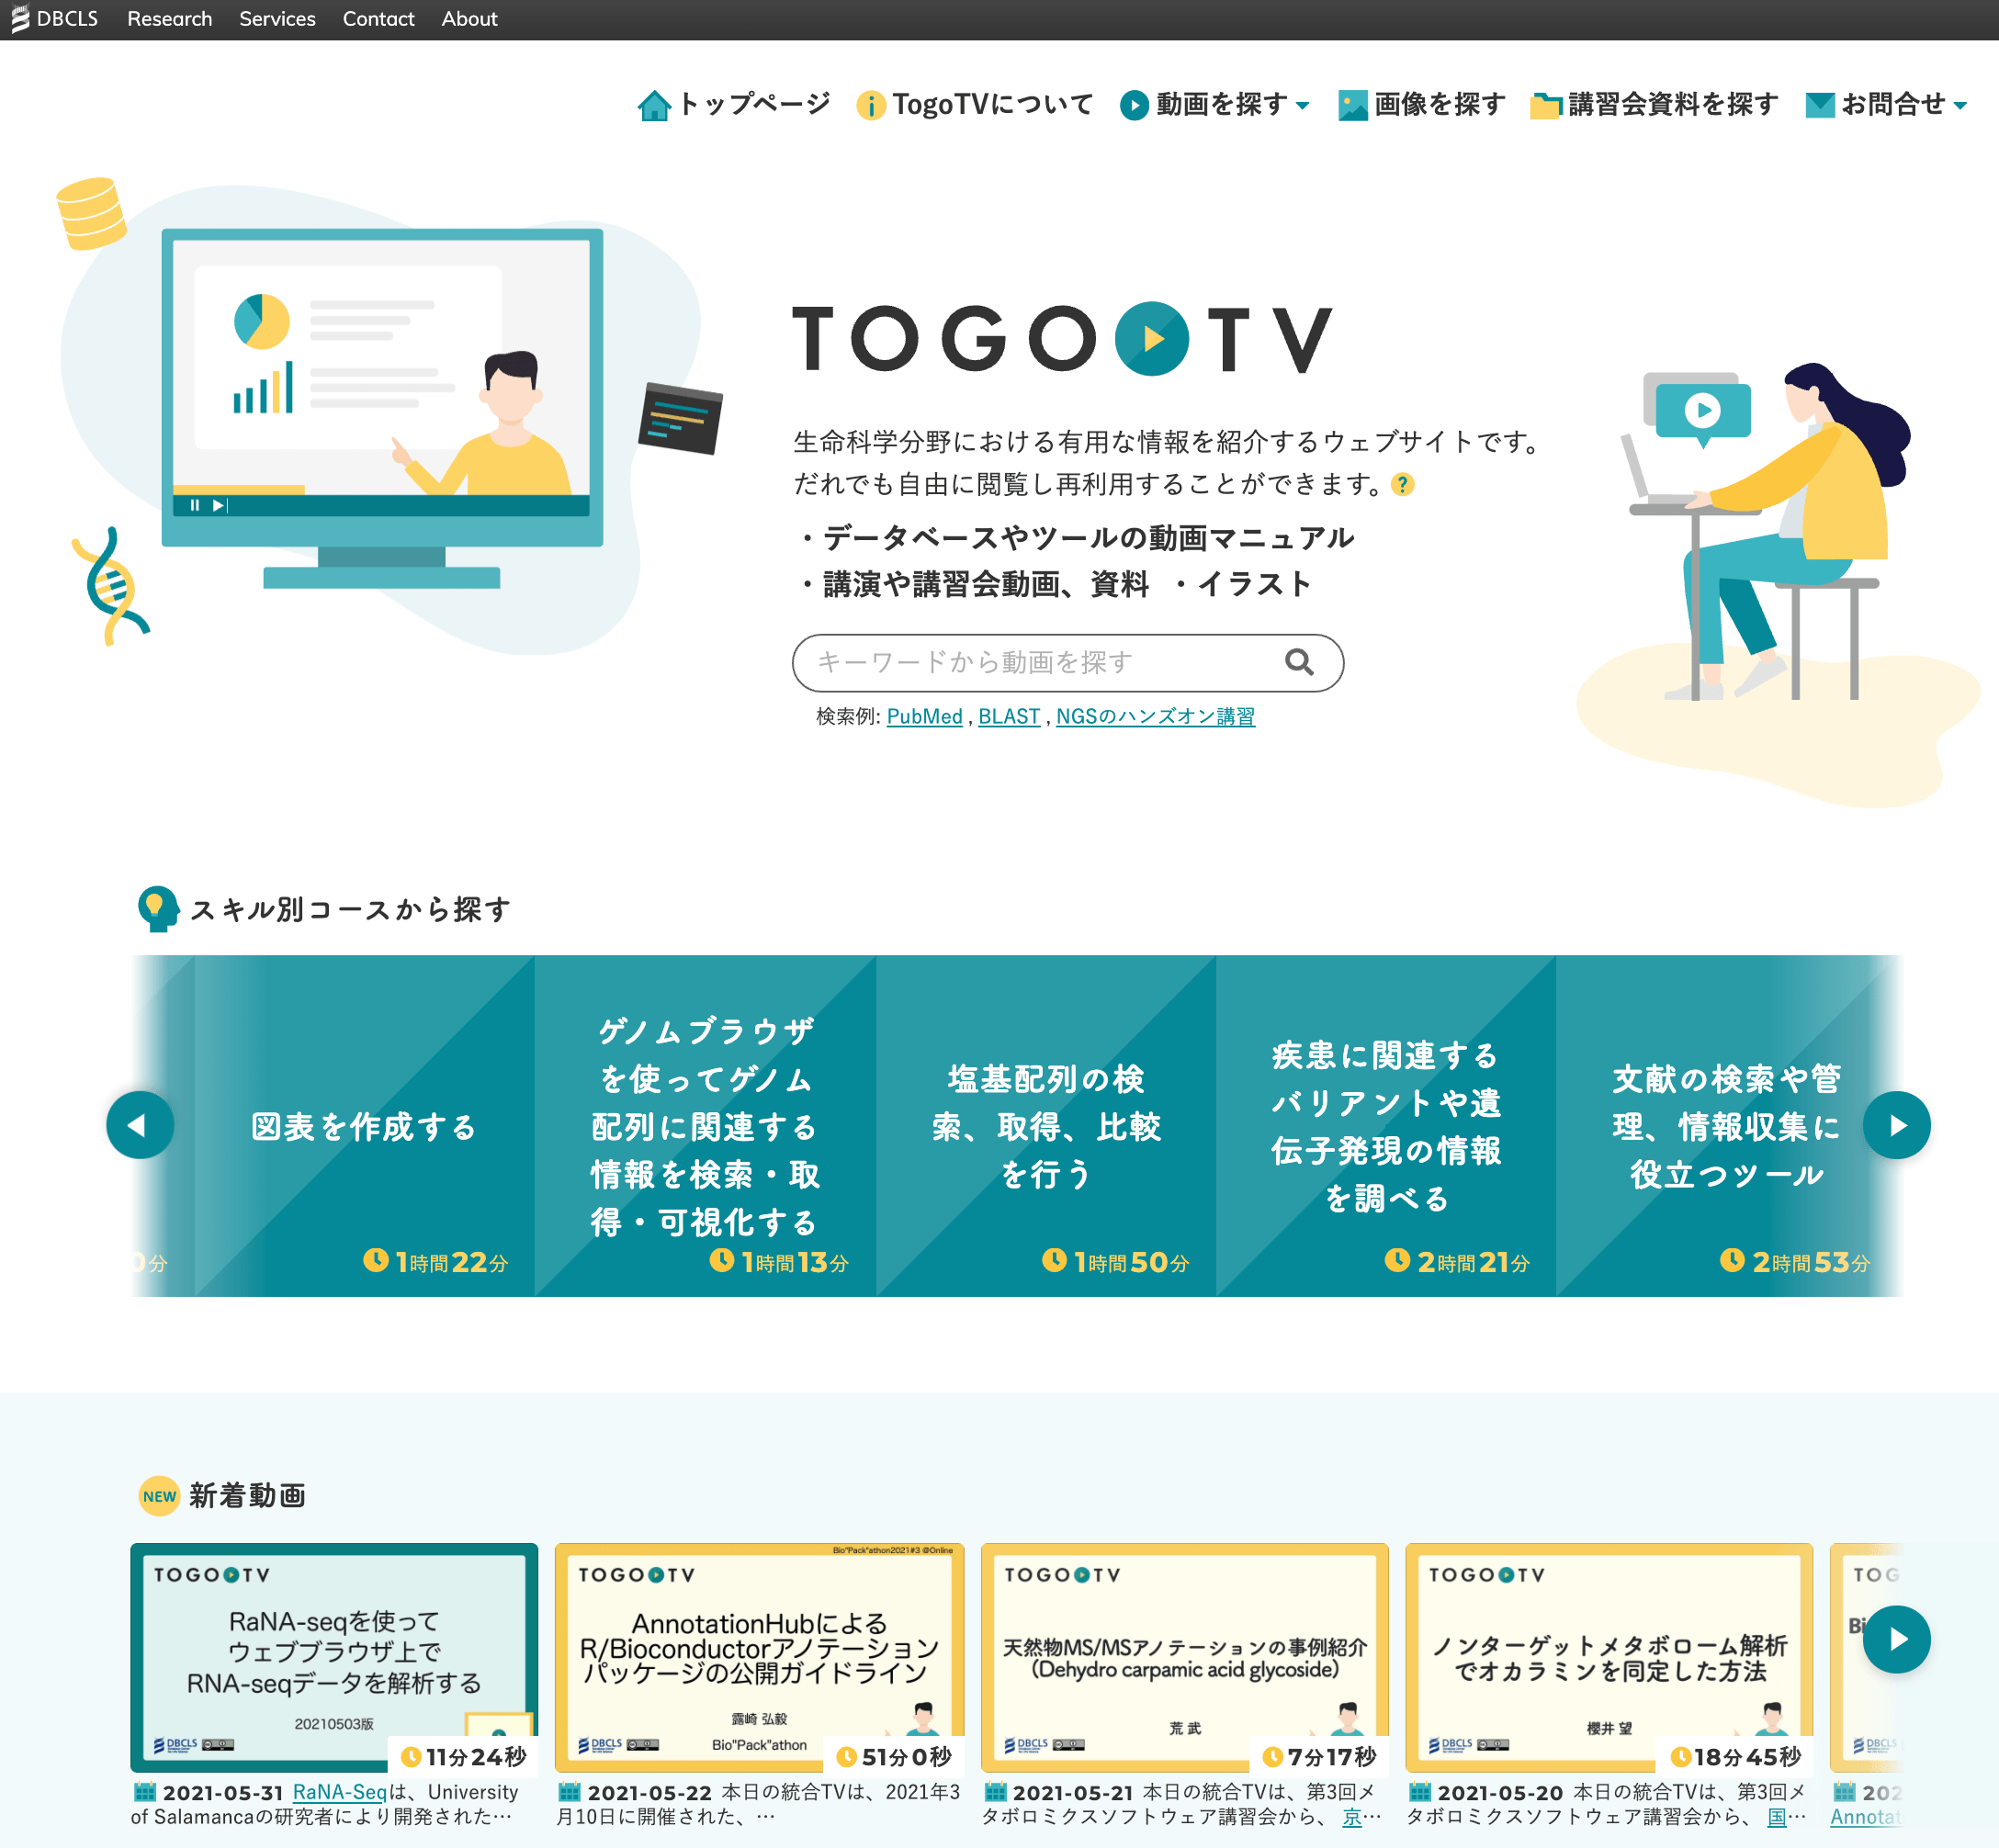 DBCLS Research Services Contact About
トップページ TogoTVについて 動画を探す 画像を探す 講習会資料を探す お問合せ
TOGO TV
生命科学分野における有用な情報を紹介するウェブサイトです。
だれでも自由に閲覧し再利用することができます。 ?
・データベースやツールの動画マニュアル
・講演や講習会動画、資料 ・イラスト
キーワードから動画を探す
検索例: PubMed , BLAST , NGSのハンズオン講習
スキル別コースから探す
0分
図表を作成する
1時間22分
ゲノムブラウザ
を使ってゲノム
配列に関連する
情報を検索・取
得・可視化する
1時間13分
塩基配列の検
索、取得、比較
を行う
1時間50分
疾患に関連する
バリアントや遺
伝子発現の情報
を調べる
2時間21分
文献の検索や管
理、情報収集に
役立つツール
2時間53分
NEW 新着動画
TOGO TV
RaNA-seqを使って
ウェブブラウザ上で
RNA-seqデータを解析する
20210503版
DBCLS
11分24秒
2021-05-31 RaNA-Seqは、University
of Salamancaの研究者により開発された…
Bio"Pack"athon2021#3 @Online
TOGO TV
AnnotationHubによる
R/Bioconductorアノテーション
パッケージの公開ガイドライン
露崎 弘毅
Bio"Pack"athon
DBCLS
51分0秒
2021-05-22 本日の統合TVは、2021年3
月10日に開催された、…
TOGO TV
天然物MS/MSアノテーションの事例紹介
(Dehydro carpamic acid glycoside)
荒 武
DBCLS
7分17秒
2021-05-21 本日の統合TVは、第3回メ
タボロミクスソフトウェア講習会から、 京…
TOGO TV
ノンターゲットメタボローム解析
でオカラミンを同定した方法
櫻井 望
DBCLS
18分45秒
2021-05-20 本日の統合TVは、第3回メ
タボロミクスソフトウェア講習会から、 国…
TOG
Bi
DBCLS
202
Annotat